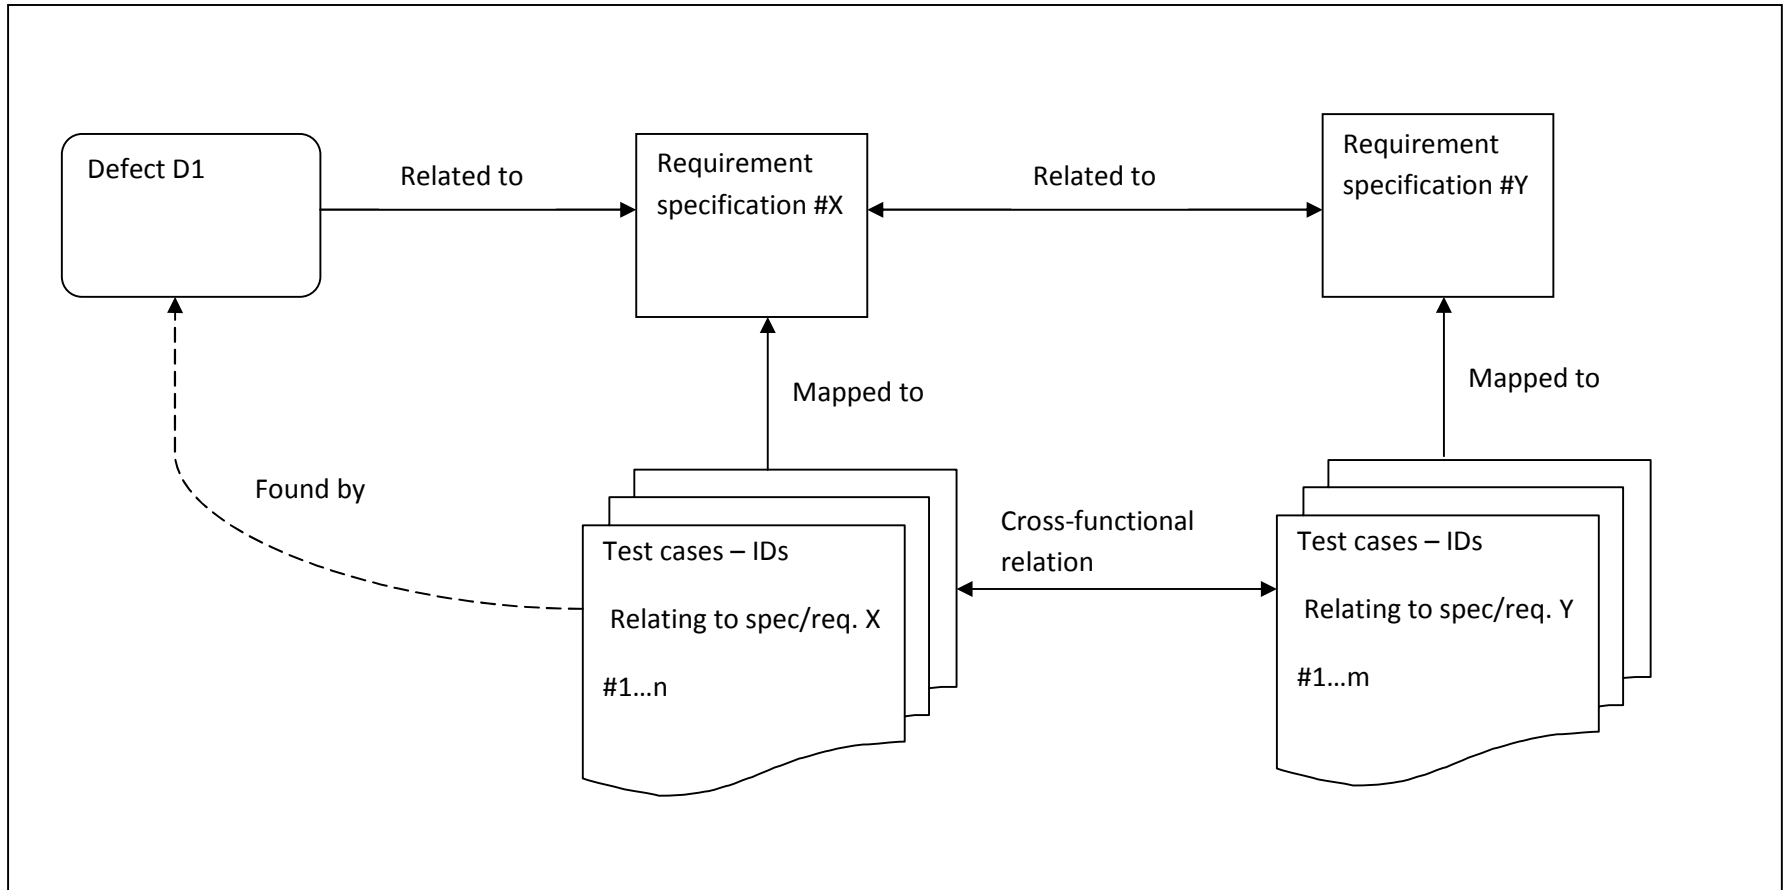 Defect D1
Related to
Requirement
specification #X
Related to
Requirement
specification #Y
Mapped to
Mapped to
Found by
Test cases – IDs
Relating to spec/req. X
#1...n
Cross-functional
relation
Test cases – IDs
Relating to spec/req. Y
#1...m